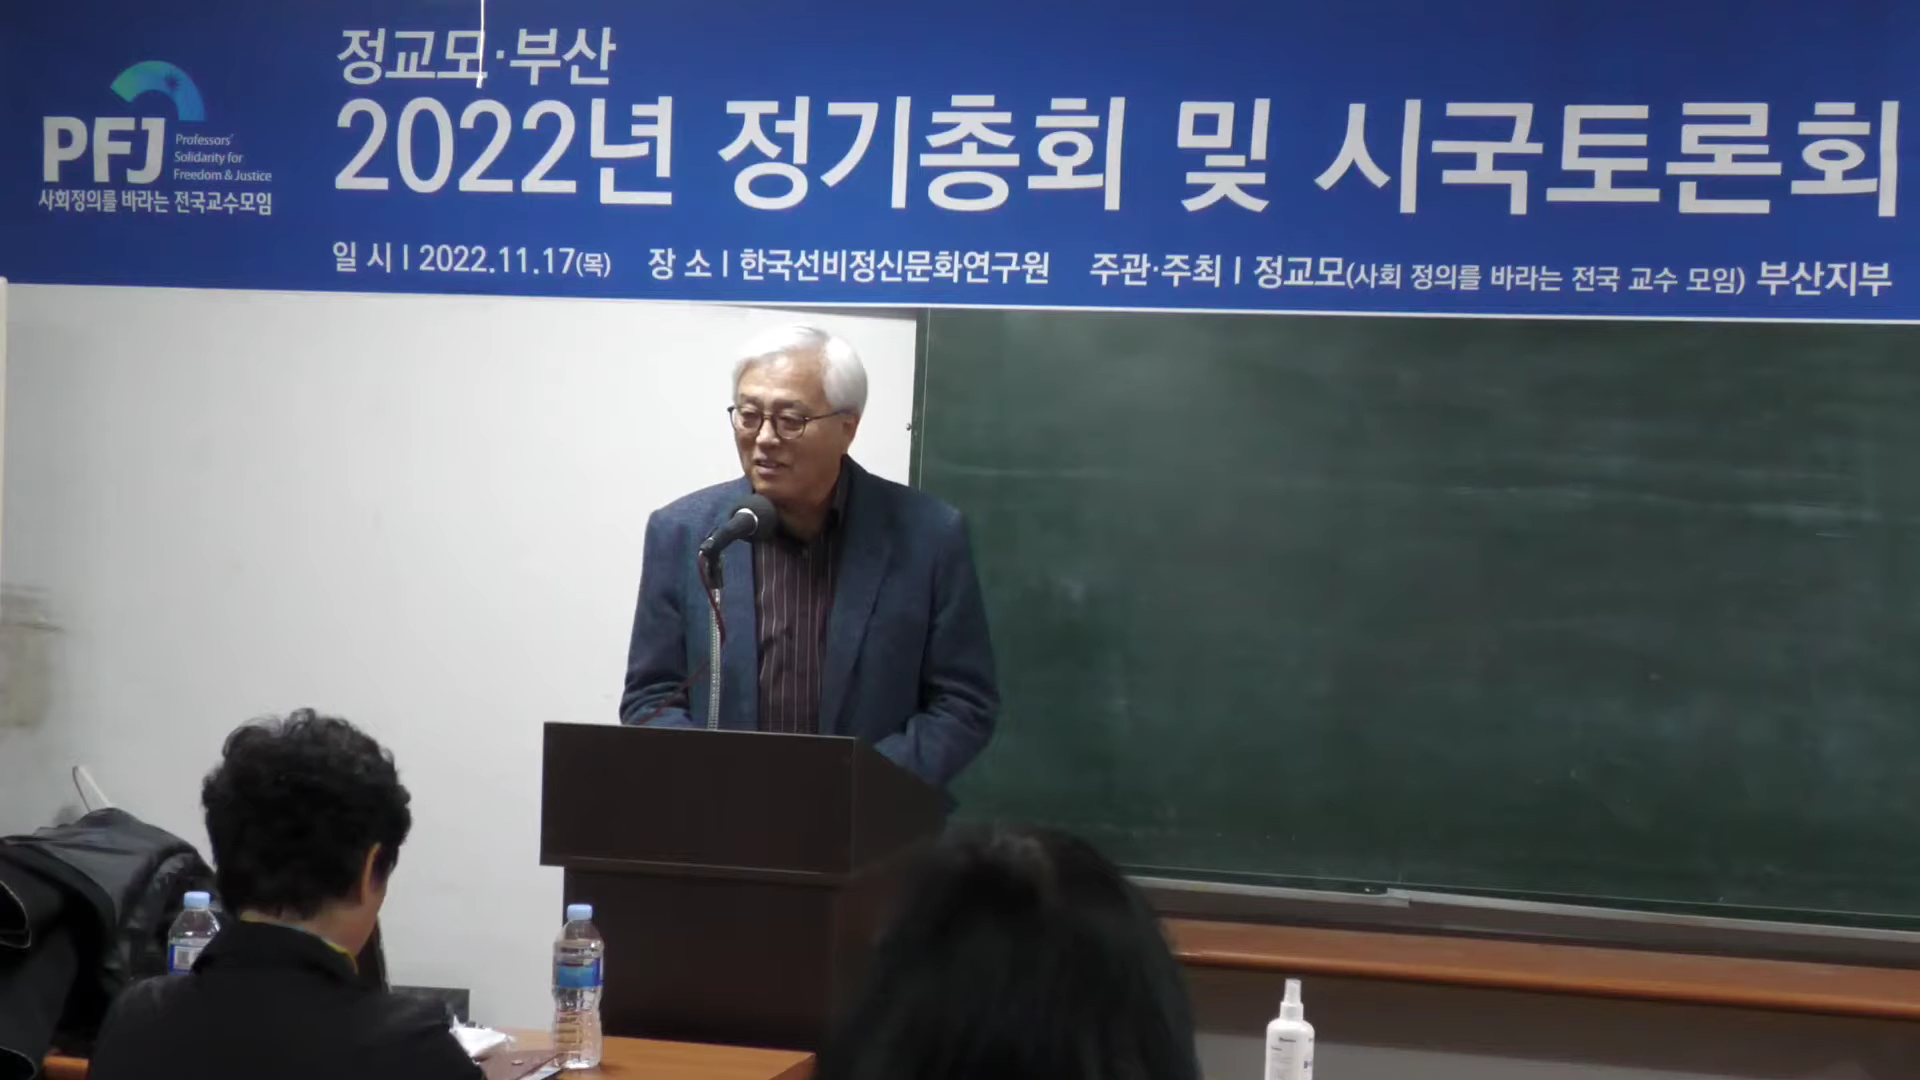 정교모·부산
2022년 정기총회 및 시국토론회
PFJ
Professors'
Solidarity for
Freedom & Justice
사회정의를 바라는 전국교수모임
일 시 | 2022.11.17(목) 장 소 | 한국선비정신문화연구원 주관·주최 | 정교모(사회 정의를 바라는 전국 교수 모임) 부산지부